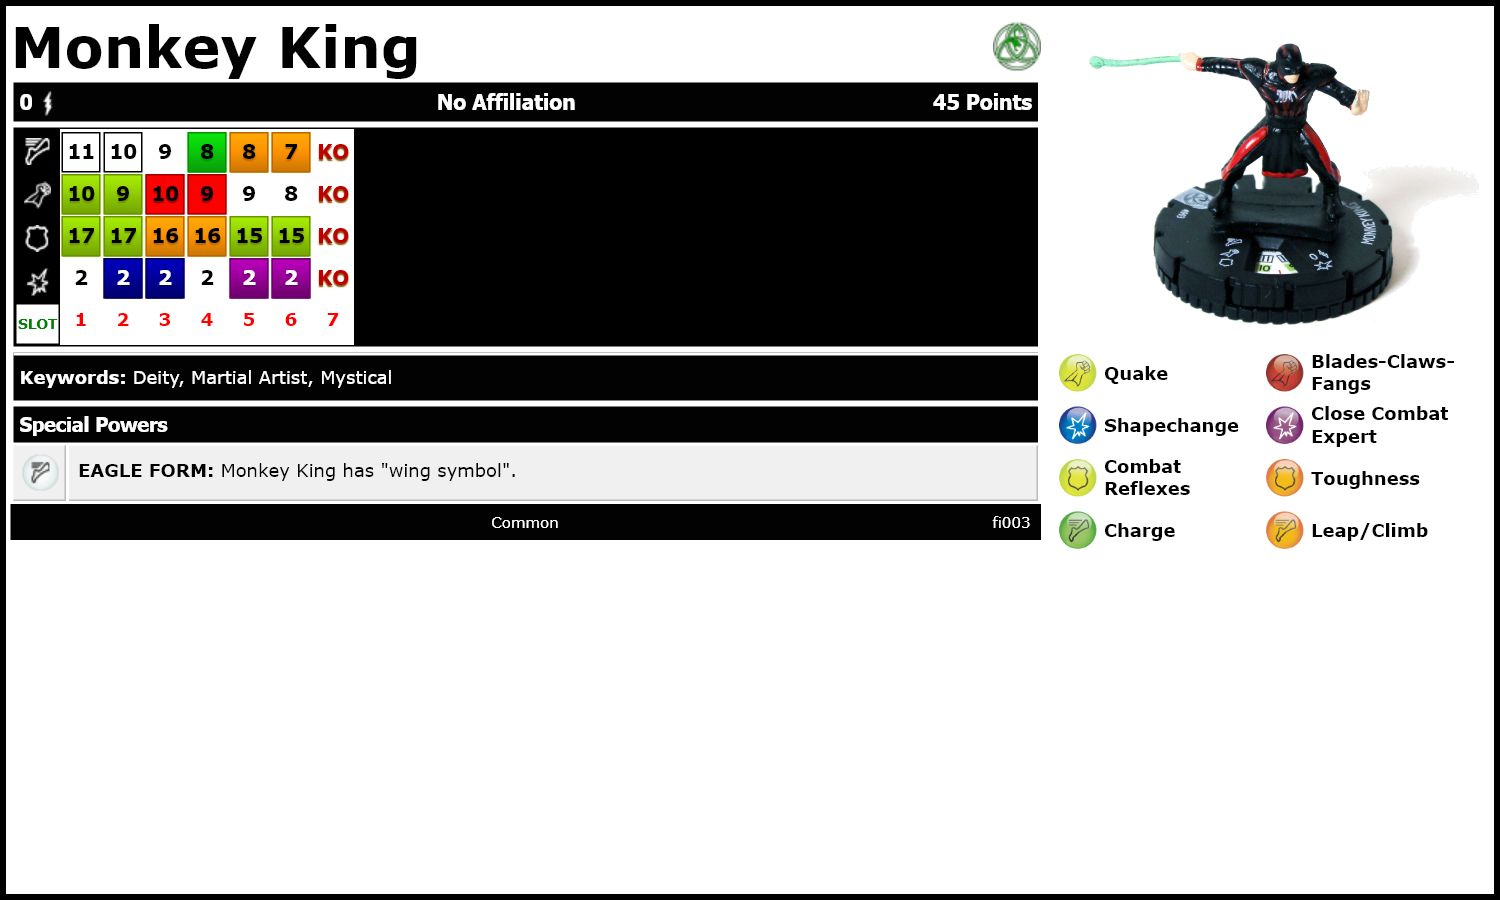 Monkey King
0 No Affiliation 45 Points
11 10 9 8 8 7 KO
10 9 10 9 9 8 KO
17 17 16 16 15 15 KO
2 2 2 2 2 2 KO
SLOT 1 2 3 4 5 6 7
Keywords: Deity, Martial Artist, Mystical
Special Powers
EAGLE FORM: Monkey King has "wing symbol".
Common fi003
MONKEY KING
Quake
Blades-Claws-
Fangs
Shapechange
Close Combat
Expert
Combat
Reflexes
Toughness
Charge
Leap/Climb